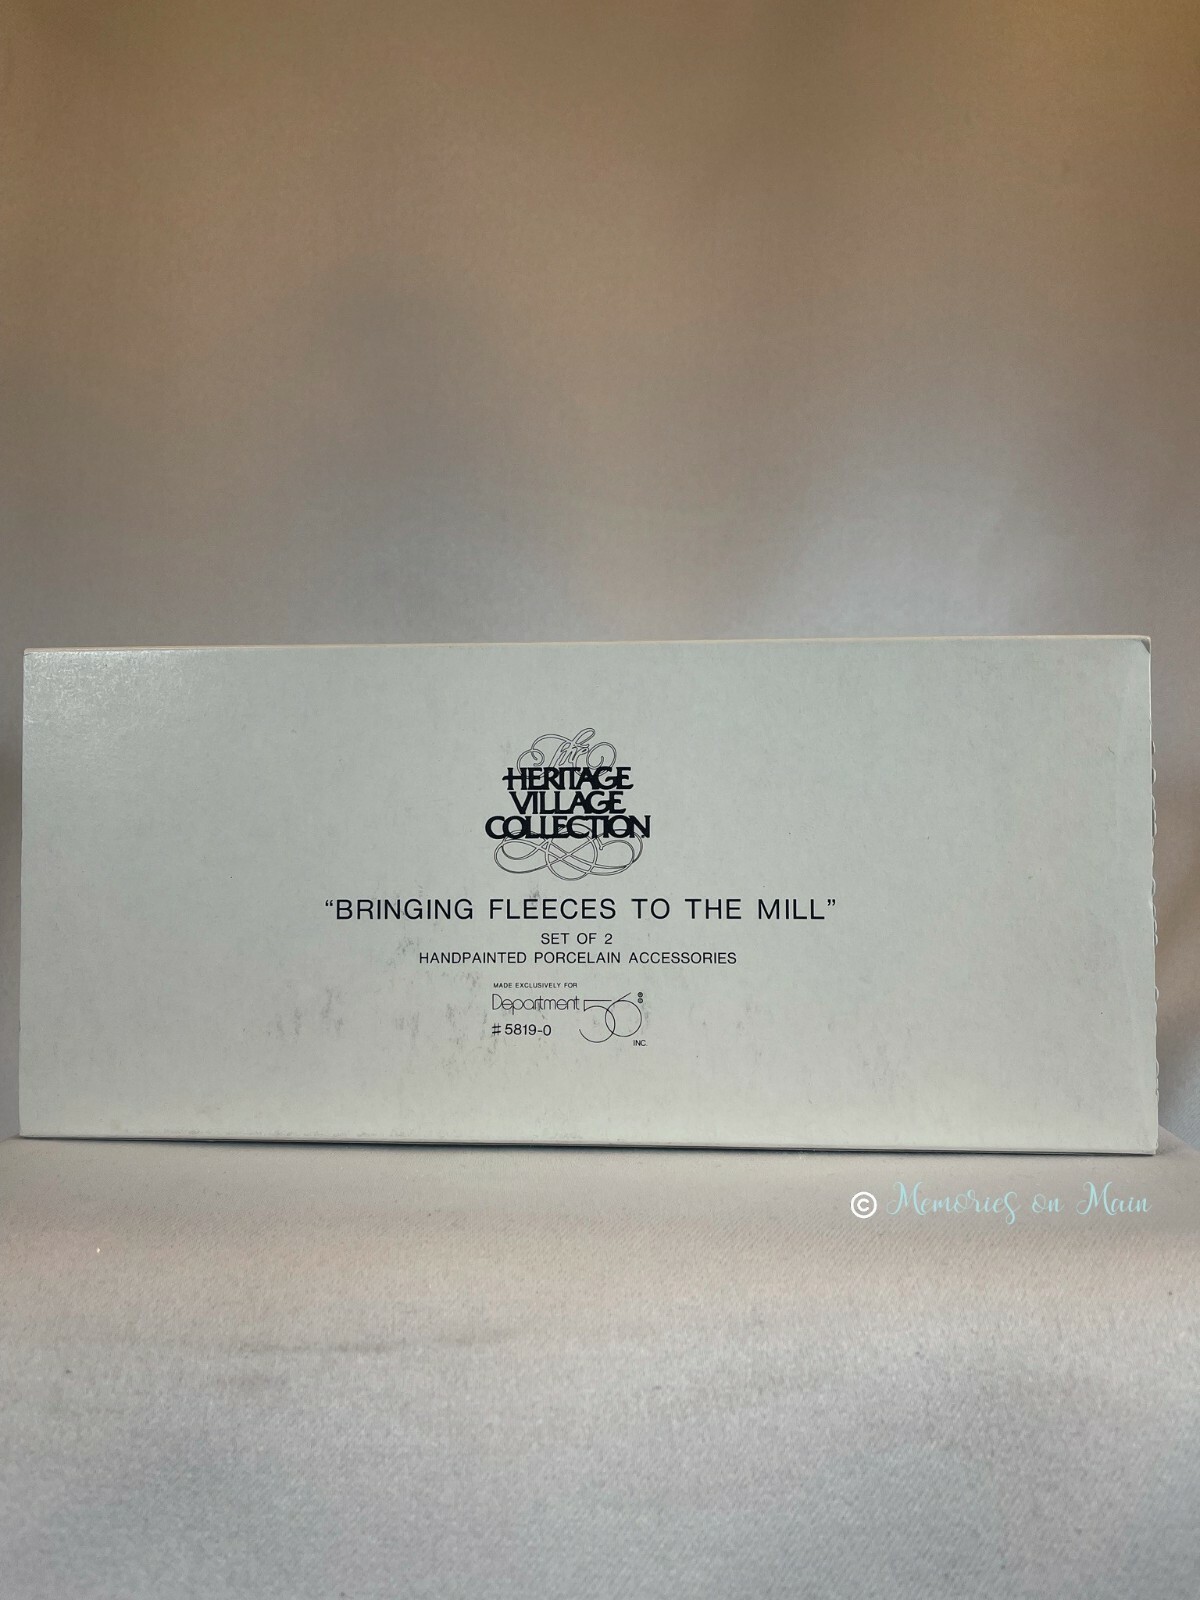 The
HERITAGE
VILLAGE
COLLECTION
“BRINGING FLEECES TO THE MILL”
SET OF 2
HANDPAINTED PORCELAIN ACCESSORIES
MADE EXCLUSIVELY FOR
Department 56 ®
#5819-0
INC.
© Memories on Main